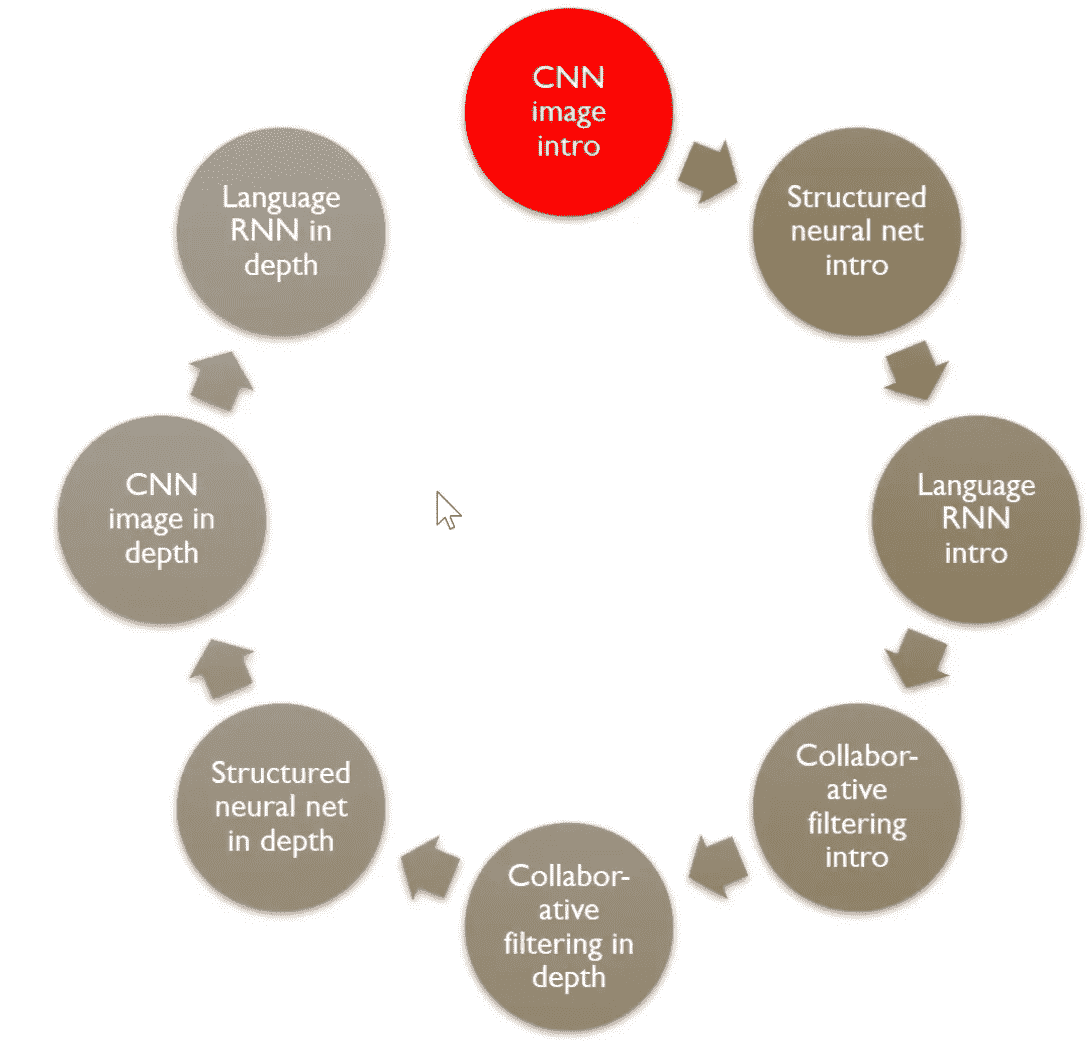 CNN
image
intro
Structured
neural net
intro
Language
RNN
intro
Collabor-
ative
filtering
intro
Collabor-
ative
filtering in
depth
Structured
neural net
in depth
CNN
image in
depth
Language
RNN in
depth